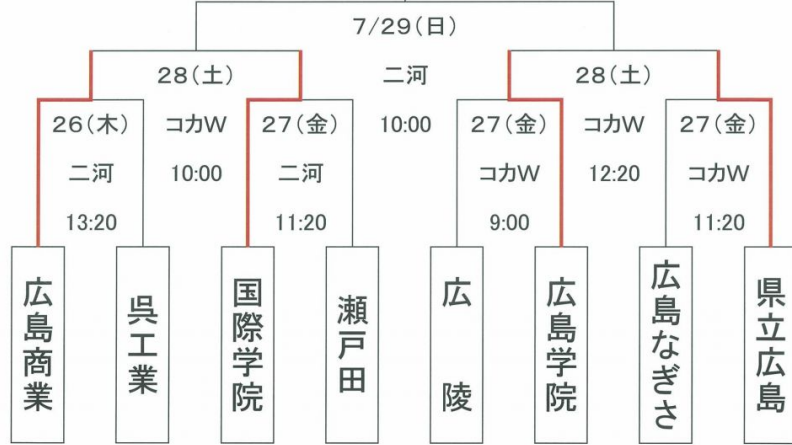 7/29(日)
28(土)
二河
28(土)
26(木)
コカW
27(金)
10:00
27(金)
コカW
27(金)
二河
10:00
二河
コカW
12:20
コカW
13:20
11:20
9:00
11:20
広島商業
呉工業
国際学院
瀬戸田
広陵
広島学院
広島なぎさ
県立広島